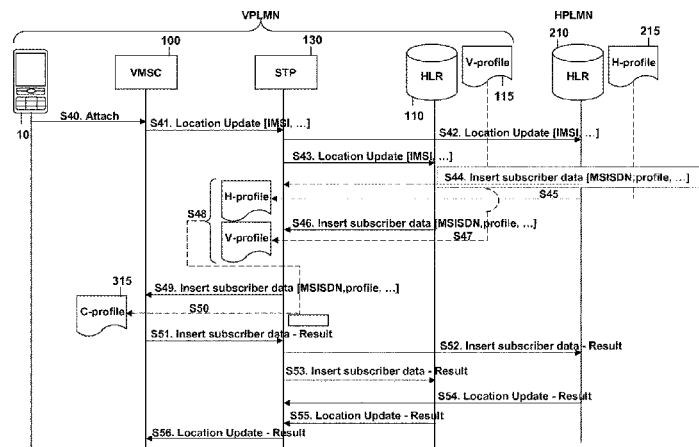 VPLMN
HPLMN
100
130
210
215
VMSC
STP
HLR
V-profile
HLR
H-profile
110
115
10
S40. Attach
S41. Location Update [IMSI, ...]
S42. Location Update [IMSI, ...]
S43. Location Update [IMSI, ...]
S44. Insert subscriber data [MSISDN,profile, ...]
S45
H-profile
S48
S46. Insert subscriber data [MSISDN,profile, ...]
V-profile
S47
S49. Insert subscriber data [MSISDN,profile, ...]
315
S50
C-profile
S51. Insert subscriber data - Result
S52. Insert subscriber data - Result
S53. Insert subscriber data - Result
S54. Location Update - Result
S55. Location Update - Result
S56. Location Update - Result